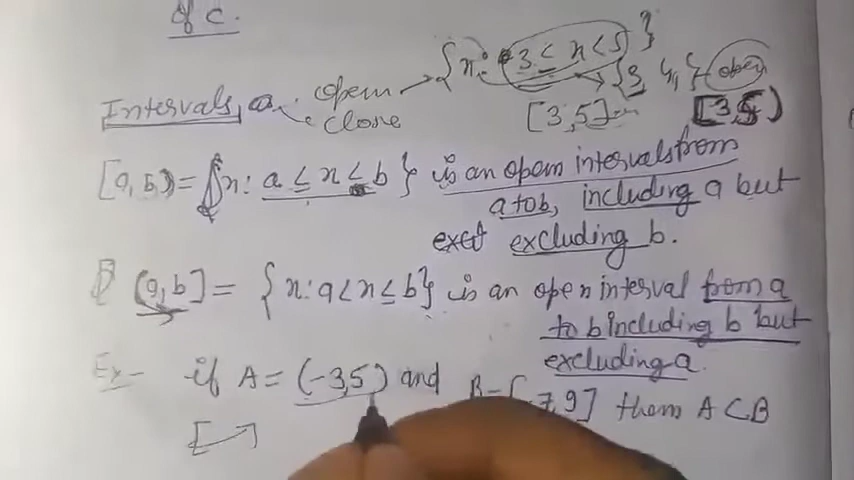 of c.
{x: 3 ≤ x < 5}
Intervals open {3, 4, } open
close [3,5] [3,5)
[a,b) = {x: a ≤ x < b} is an open intervals from
a to b, including a but
excluding b.
(a,b] = {x: a < x ≤ b} is an open interval from a
to b including b but
excluding a.
Ex- if A = (-3,5) and B = [-7,9] then A ⊂ B
[ ]